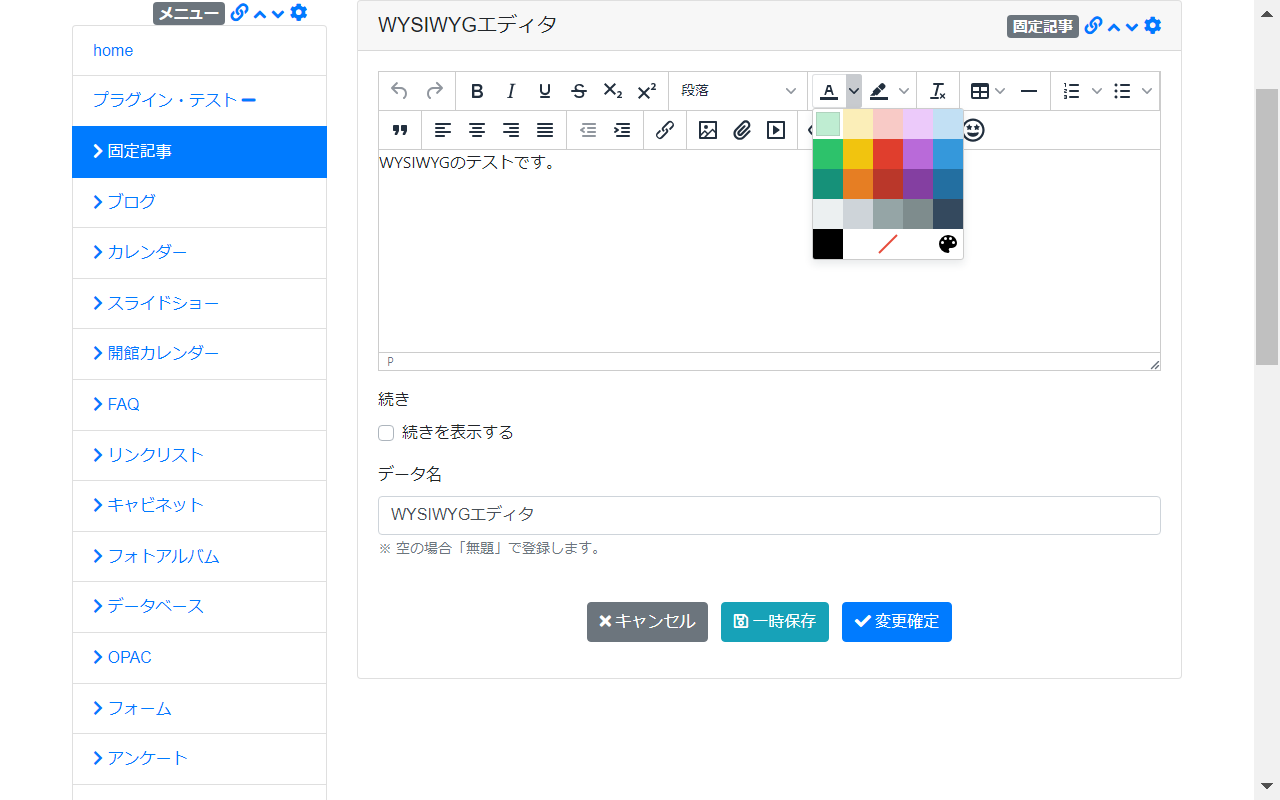 メニュー
home
プラグイン・テスト
固定記事
ブログ
カレンダー
スライドショー
開館カレンダー
FAQ
リンクリスト
キャビネット
フォトアルバム
データベース
OPAC
フォーム
アンケート
WYSIWYGエディタ
固定記事
段落
WYSIWYGのテストです。
P
続き
続きを表示する
データ名
WYSIWYGエディタ
※ 空の場合「無題」で登録します。
キャンセル
一時保存
変更確定